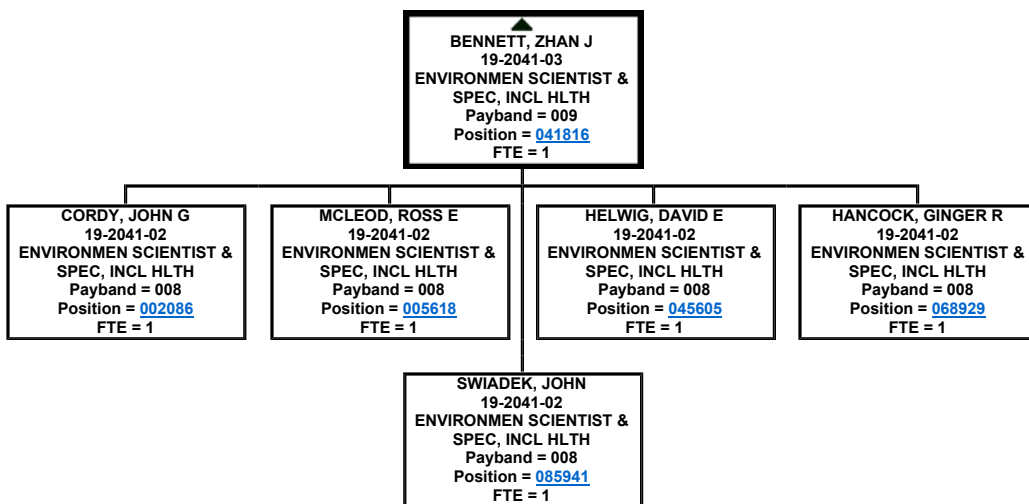 BENNETT, ZHAN J
19-2041-03
ENVIRONMEN SCIENTIST &
SPEC, INCL HLTH
Payband = 009
Position = 041816
FTE = 1
CORDY, JOHN G
19-2041-02
ENVIRONMEN SCIENTIST &
SPEC, INCL HLTH
Payband = 008
Position = 002086
FTE = 1
MCLEOD, ROSS E
19-2041-02
ENVIRONMEN SCIENTIST &
SPEC, INCL HLTH
Payband = 008
Position = 005618
FTE = 1
HELWIG, DAVID E
19-2041-02
ENVIRONMEN SCIENTIST &
SPEC, INCL HLTH
Payband = 008
Position = 045605
FTE = 1
HANCOCK, GINGER R
19-2041-02
ENVIRONMEN SCIENTIST &
SPEC, INCL HLTH
Payband = 008
Position = 068929
FTE = 1
SWIADEK, JOHN
19-2041-02
ENVIRONMEN SCIENTIST &
SPEC, INCL HLTH
Payband = 008
Position = 085941
FTE = 1